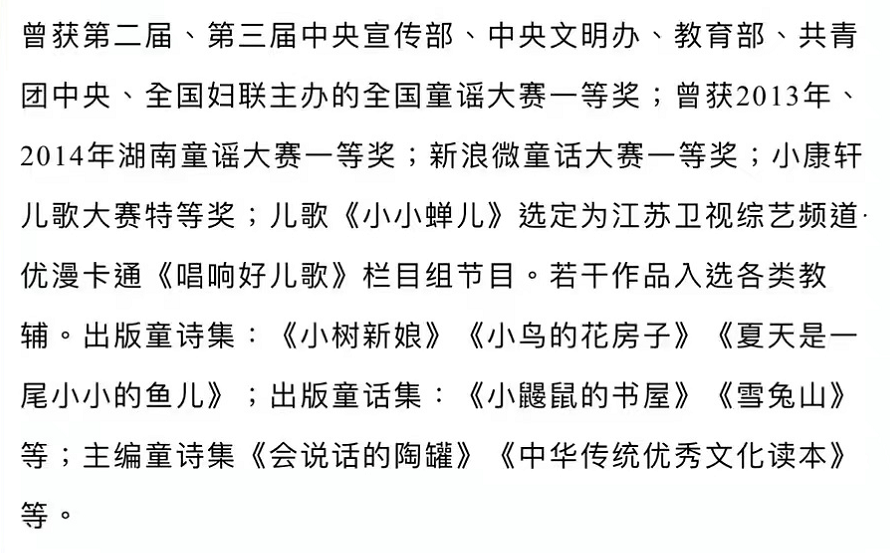 曾获第二届、第三届中央宣传部、中央文明办、教育部、共青
团中央、全国妇联主办的全国童谣大赛一等奖；曾获2013年、
2014年湖南童谣大赛一等奖；新浪微童话大赛一等奖；小康轩
儿歌大赛特等奖；儿歌《小小蝉儿》选定为江苏卫视综艺频道·
优漫卡通《唱响好儿歌》栏目组节目。若干作品入选各类教
辅。出版童诗集：《小树新娘》《小鸟的花房子》《夏天是一
尾小小的鱼儿》；出版童话集：《小鼹鼠的书屋》《雪兔山》
等；主编童诗集《会说话的陶罐》《中华传统优秀文化读本》
等。